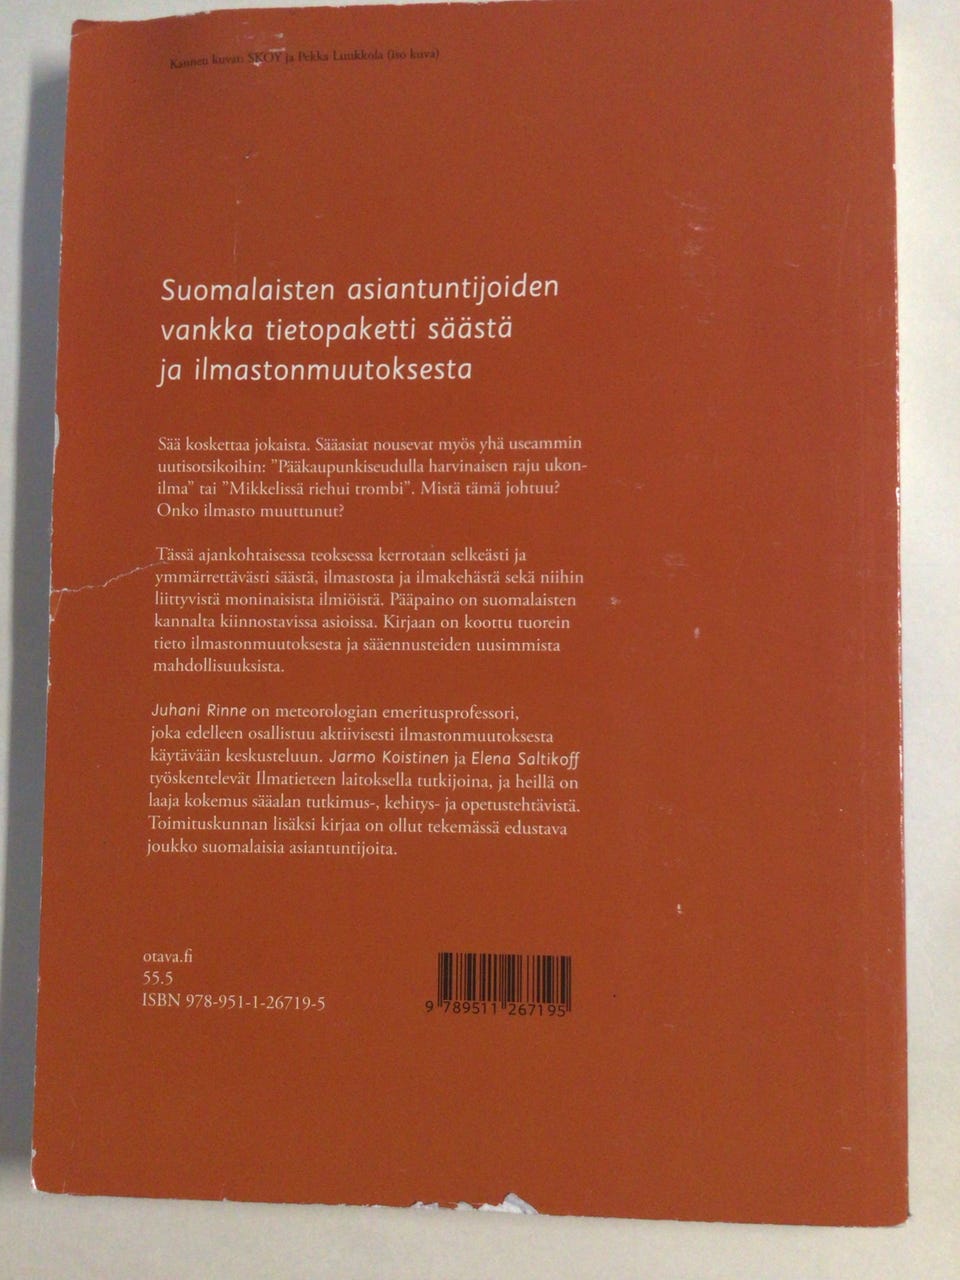 Kannen kuvat: SKOY ja Pekka Luukkola (iso kuva)
Suomalaisten asiantuntijoiden
vankka tietopaketti säästä
ja ilmastonmuutoksesta
Sää koskettaa jokaista. Sääasiat nousevat myös yhä useammin
uutisotsikoihin: ”Pääkaupunkiseudulla harvinaisen raju ukon-
ilma” tai ”Mikkelissä riehui trombi”. Mistä tämä johtuu?
Onko ilmasto muuttunut?
Tässä ajankohtaisessa teoksessa kerrotaan selkeästi ja
ymmärrettävästi säästä, ilmastosta ja ilmakehästä sekä niihin
liittyvistä moninaisista ilmiöistä. Pääpaino on suomalaisten
kannalta kiinnostavissa asioissa. Kirjaan on koottu tuorein
tieto ilmastonmuutoksesta ja sääennusteiden uusimmista
mahdollisuuksista.
Juhani Rinne on meteorologian emeritusprofessori,
joka edelleen osallistuu aktiivisesti ilmastonmuutoksesta
käytävään keskusteluun. Jarmo Koistinen ja Elena Saltikoff
työskentelevät Ilmatieteen laitoksella tutkijoina, ja heillä on
laaja kokemus sääalan tutkimus-, kehitys- ja opetustehtävistä.
Toimituskunnan lisäksi kirjaa on ollut tekemässä edustava
joukko suomalaisia asiantuntijoita.
otava.fi
55.5
ISBN 978-951-1-26719-5
9 789511 267195